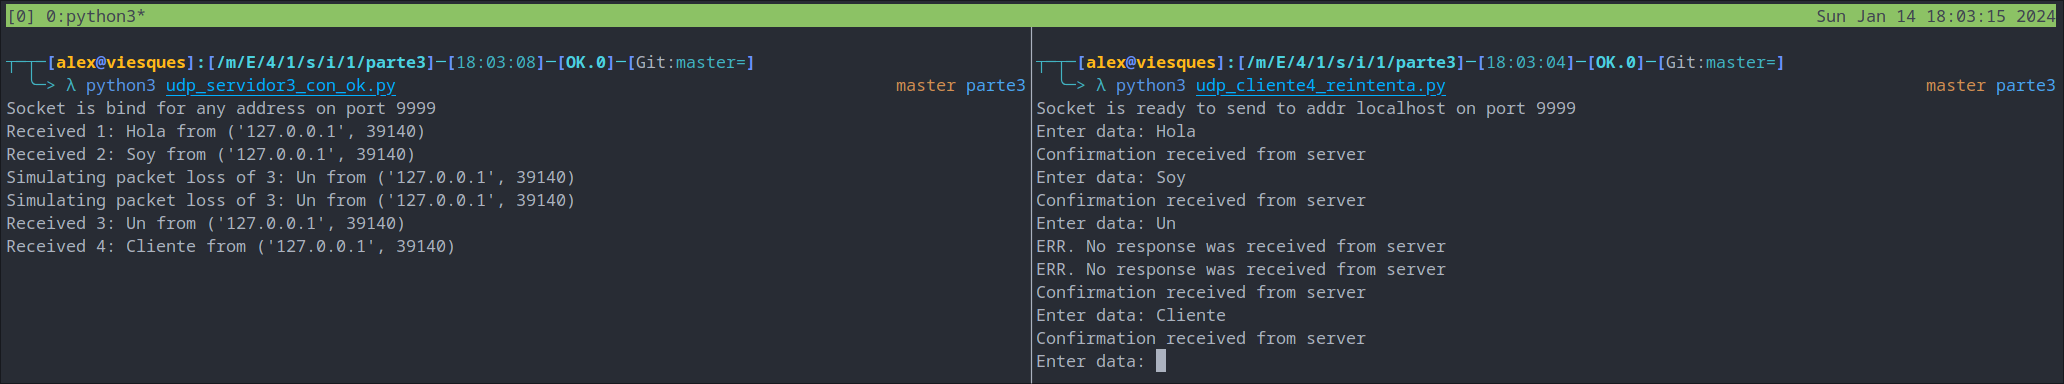 [0] 0:python3* Sun Jan 14 18:03:15 2024
[alex@viesques]:[/m/E/4/1/s/i/1/parte3]─[18:03:08]─[OK.0]─[Git:master=]
λ python3 udp_servidor3_con_ok.py master parte3
Socket is bind for any address on port 9999
Received 1: Hola from ('127.0.0.1', 39140)
Received 2: Soy from ('127.0.0.1', 39140)
Simulating packet loss of 3: Un from ('127.0.0.1', 39140)
Simulating packet loss of 3: Un from ('127.0.0.1', 39140)
Received 3: Un from ('127.0.0.1', 39140)
Received 4: Cliente from ('127.0.0.1', 39140)
[alex@viesques]:[/m/E/4/1/s/i/1/parte3]─[18:03:04]─[OK.0]─[Git:master=]
λ python3 udp_cliente4_reintenta.py master parte3
Socket is ready to send to addr localhost on port 9999
Enter data: Hola
Confirmation received from server
Enter data: Soy
Confirmation received from server
Enter data: Un
ERR. No response was received from server
ERR. No response was received from server
Confirmation received from server
Enter data: Cliente
Confirmation received from server
Enter data: